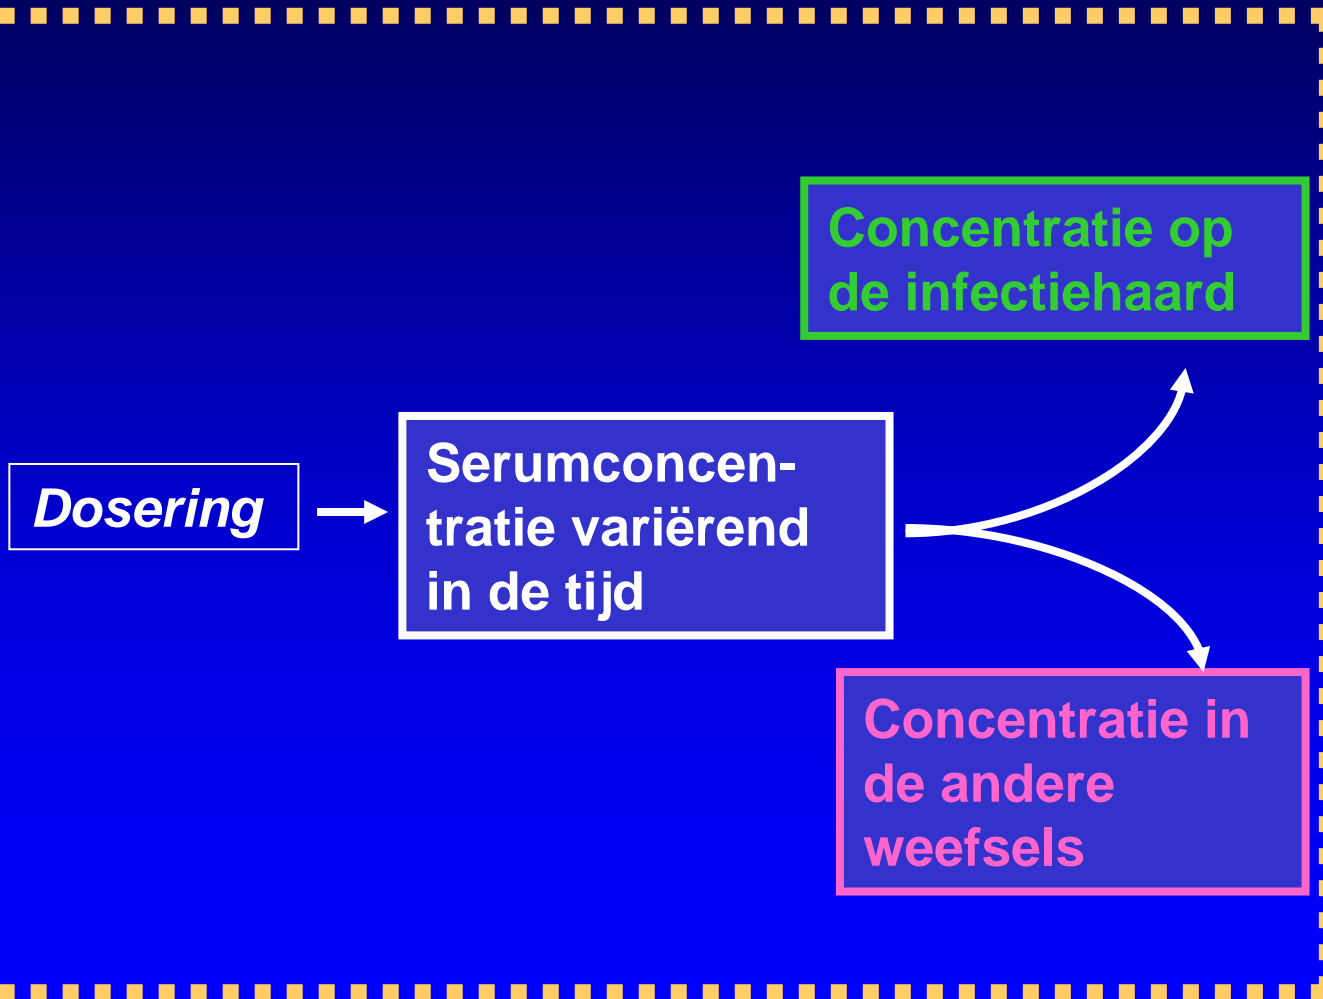 Dosering
Serumconcen-
tratie variërend
in de tijd
Concentratie op
de infectiehaard
Concentratie in
de andere
weefsels